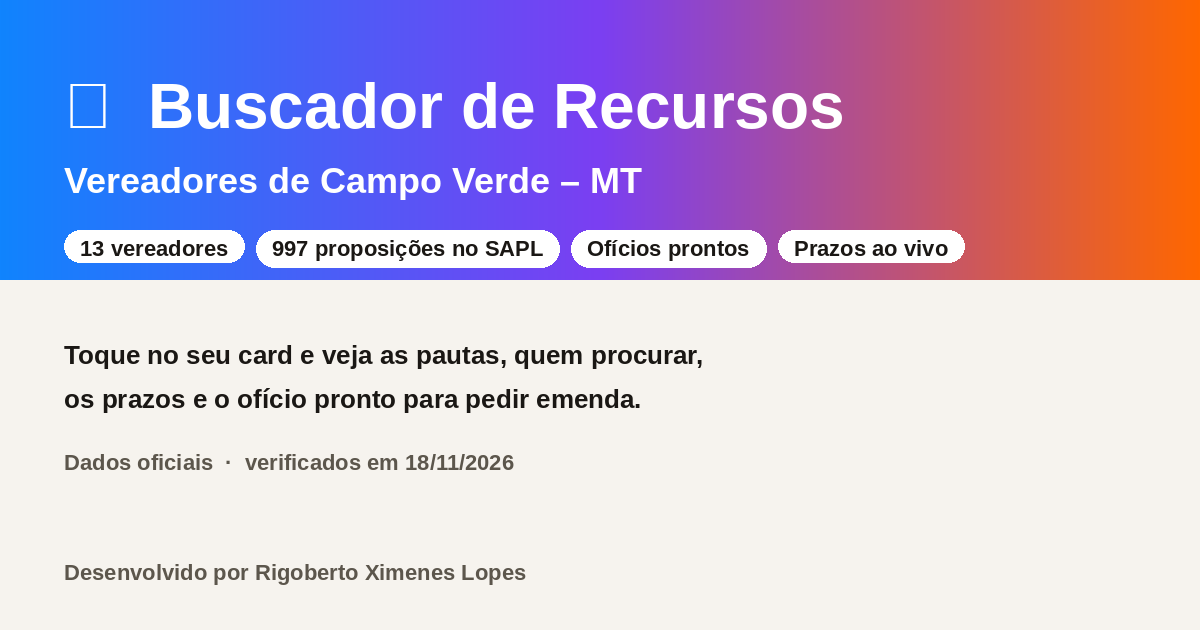 Buscador de Recursos
Vereadores de Campo Verde – MT
13 vereadores
997 proposições no SAPL
Ofícios prontos
Prazos ao vivo
Toque no seu card e veja as pautas, quem procurar,
os prazos e o ofício pronto para pedir emenda.
Dados oficiais · verificados em 18/11/2026
Desenvolvido por Rigoberto Ximenes Lopes